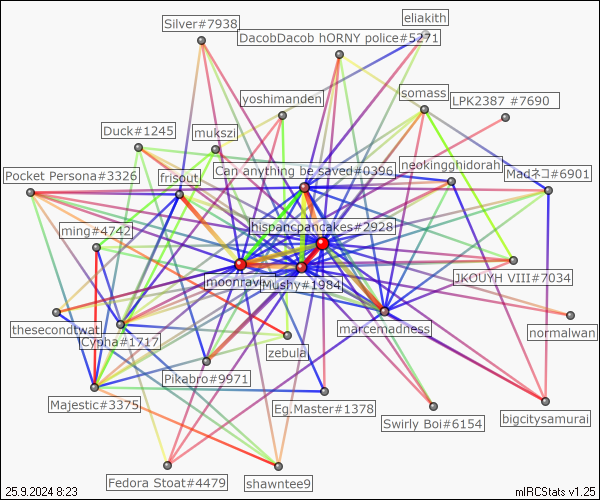 Silver#7938
eliakith
DacobDacob hORNY police#5271
yoshimanden
somass
LPK2387 #7690
Duck#1245
mukszi
Can anything be saved#0396
neokingghidorah
Pocket Persona#3326
frisout
Madネコ#6901
ming#4742
hispancpancakes#2928
moonrav
Mushy#1984
JKOUYH VIII#7034
thesecondtwat
Cypha#1717
marcenadness
normalwan
zebulai
Pikabro#9971
Majestic#3375
Eg.Master#1378
Swirly Boi#6154
bigcitysamurai
Fedora Stoat#4479
shawntee9
25.9.2024 8:23
mIRCStats v1.25